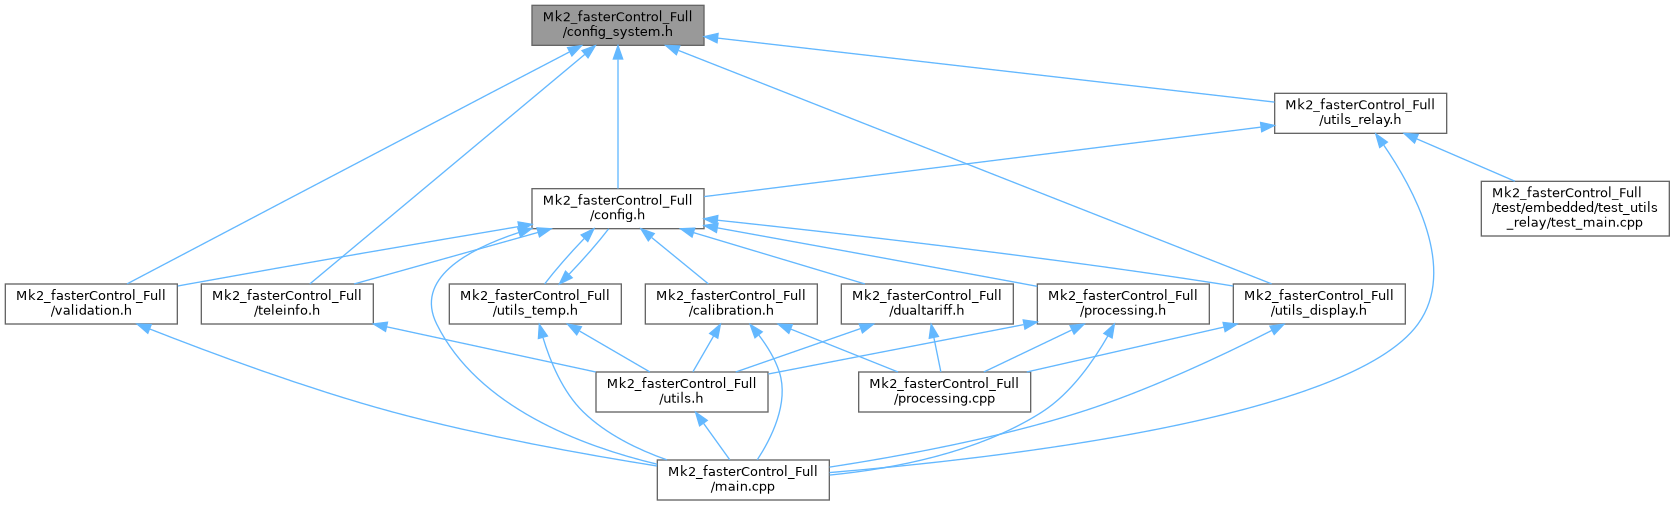 Mk2_fasterControl_Full
/config_system.h
Mk2_fasterControl_Full
/utils_relay.h
Mk2_fasterControl_Full
/config.h
Mk2_fasterControl_Full
/test/embedded/test_utils
_relay/test_main.cpp
Mk2_fasterControl_Full
/validation.h
Mk2_fasterControl_Full
/teleinfo.h
Mk2_fasterControl_Full
/utils_temp.h
Mk2_fasterControl_Full
/calibration.h
Mk2_fasterControl_Full
/dualtariff.h
Mk2_fasterControl_Full
/processing.h
Mk2_fasterControl_Full
/utils_display.h
Mk2_fasterControl_Full
/utils.h
Mk2_fasterControl_Full
/processing.cpp
Mk2_fasterControl_Full
/main.cpp